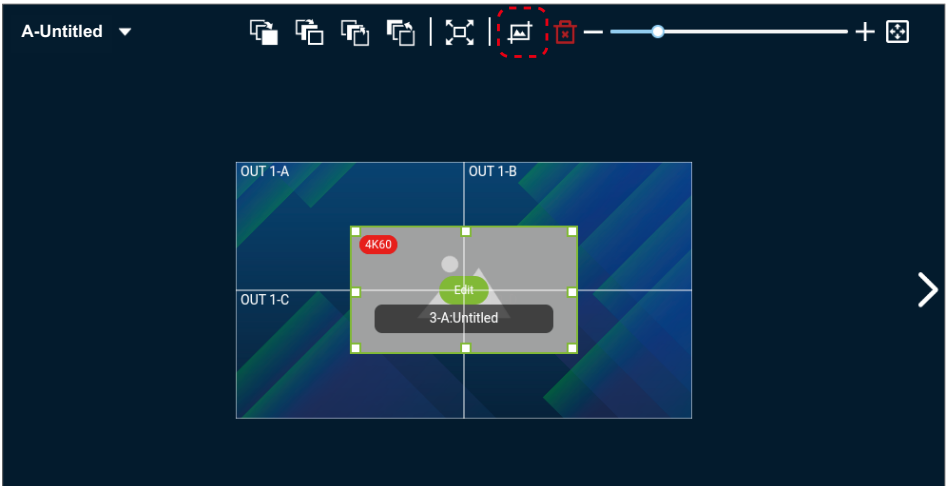 A-Untitled
OUT 1-A
OUT 1-B
4K60
Edit
OUT 1-C
3-A:Untitled